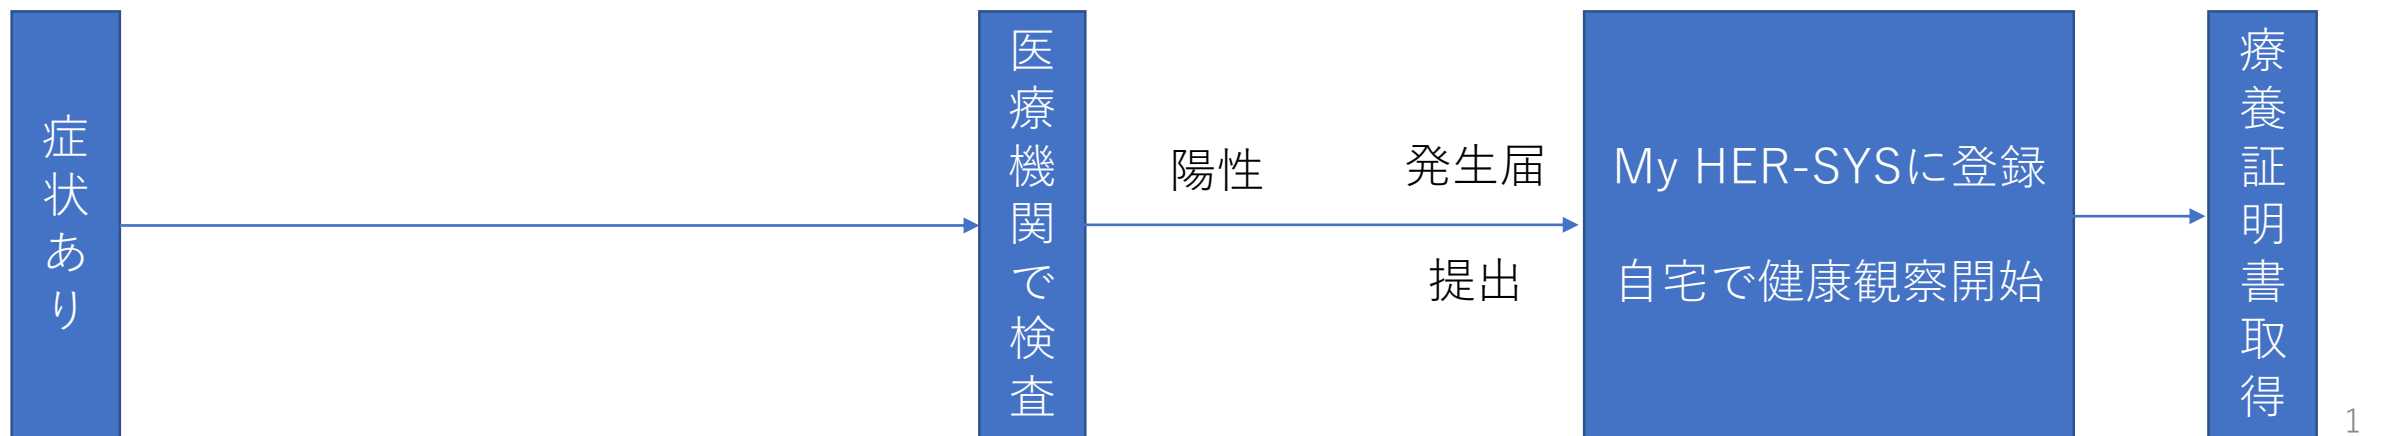 症状あり
医療機関で検査
陽性
発生届
提出
My HER-SYSに登録
自宅で健康観察開始
療養証明書取得
1